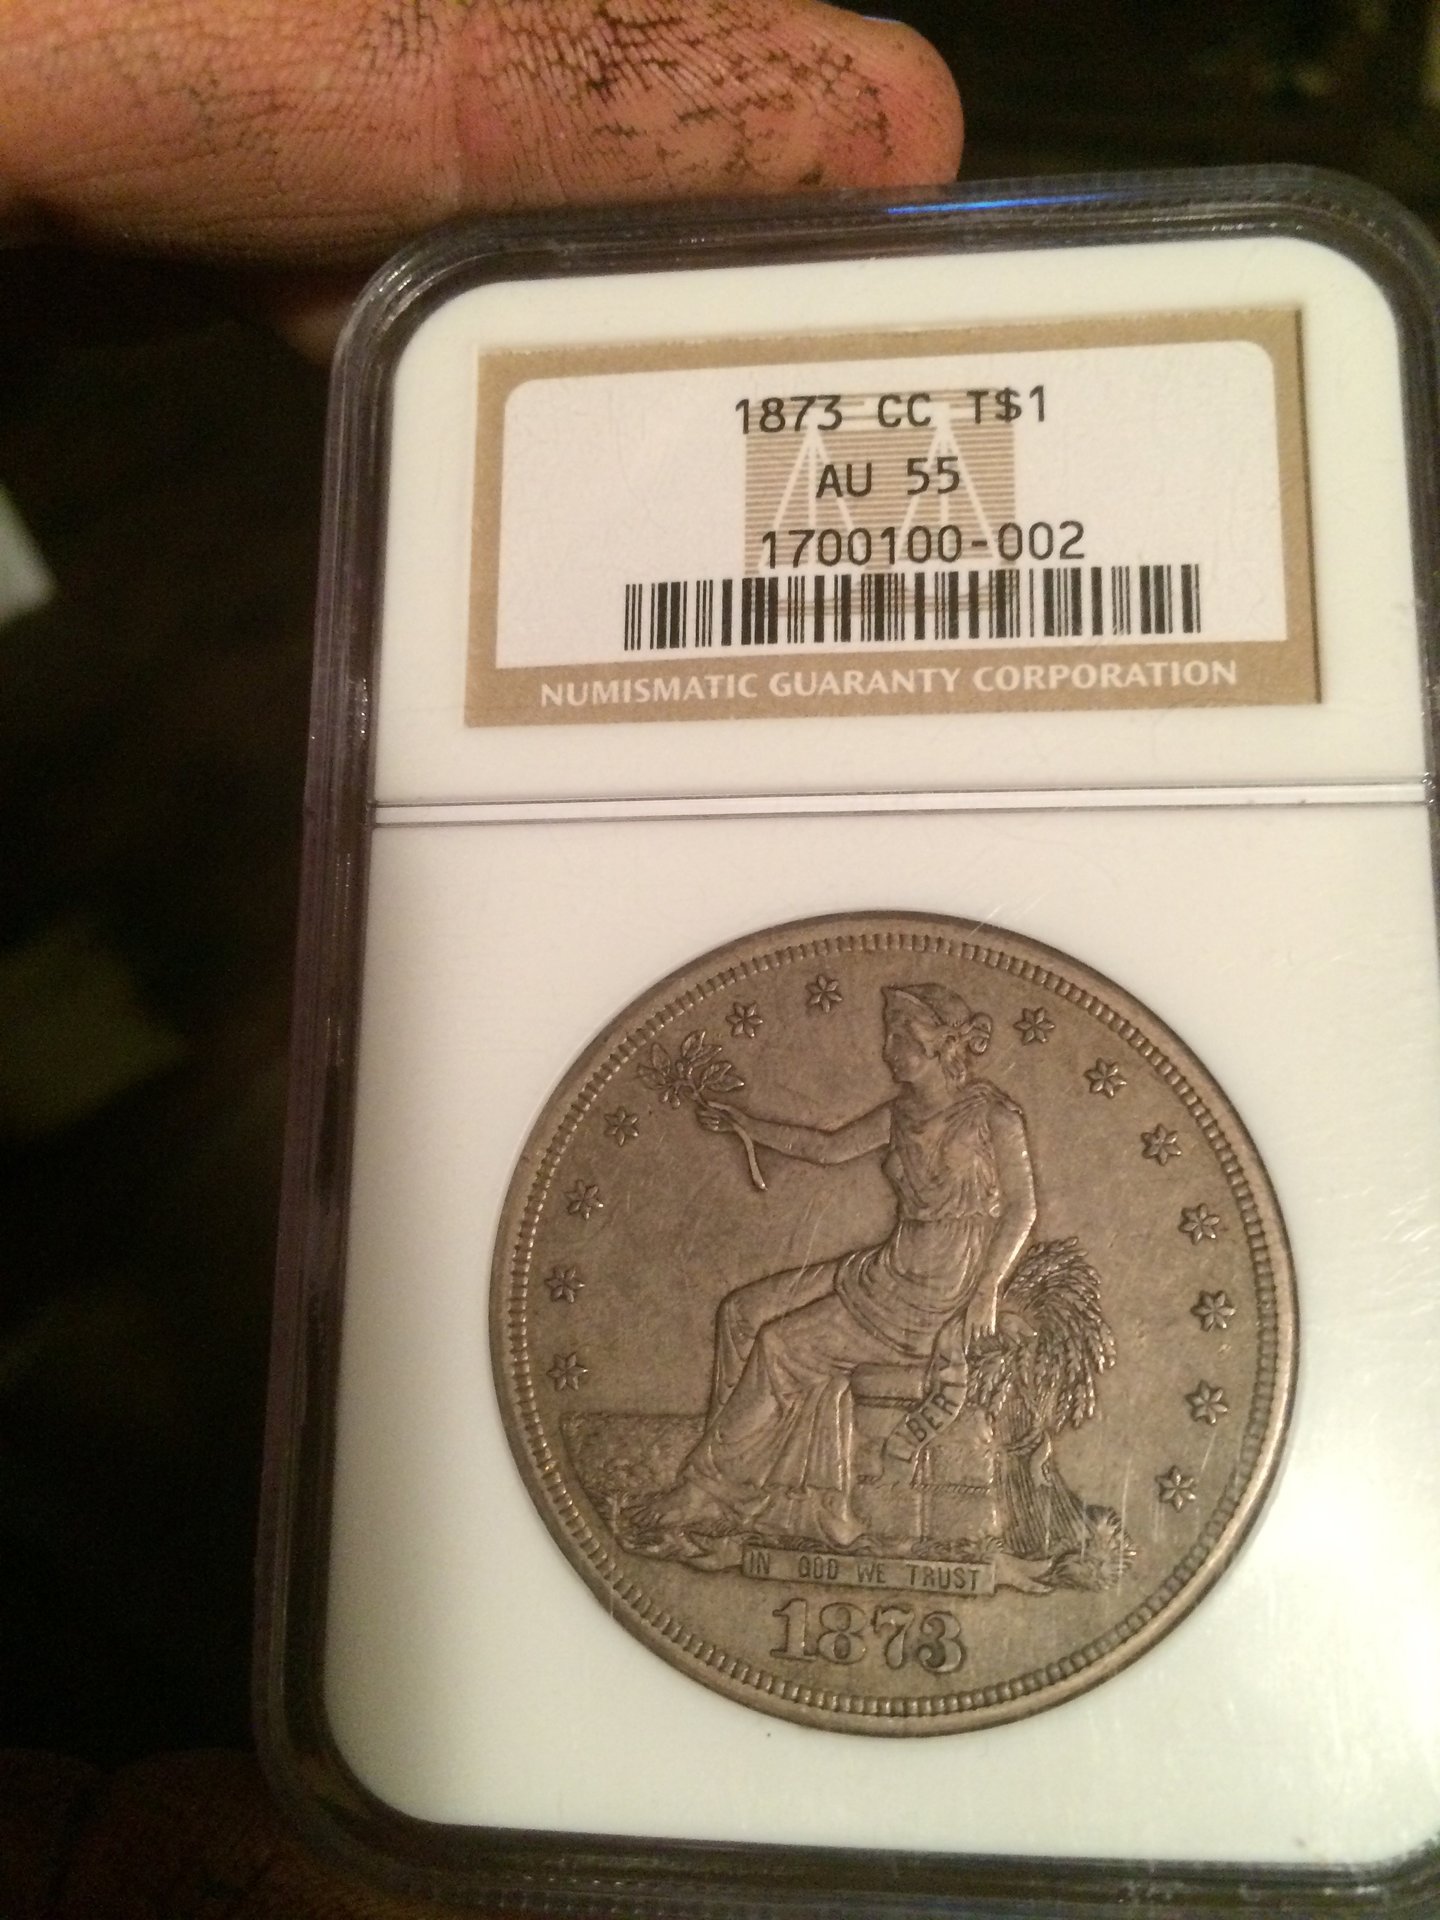 1873 CC T$1
AU 55
1700100-002
NUMISMATIC GUARANTY CORPORATION
LIBERTY
IN GOD WE TRUST
1873